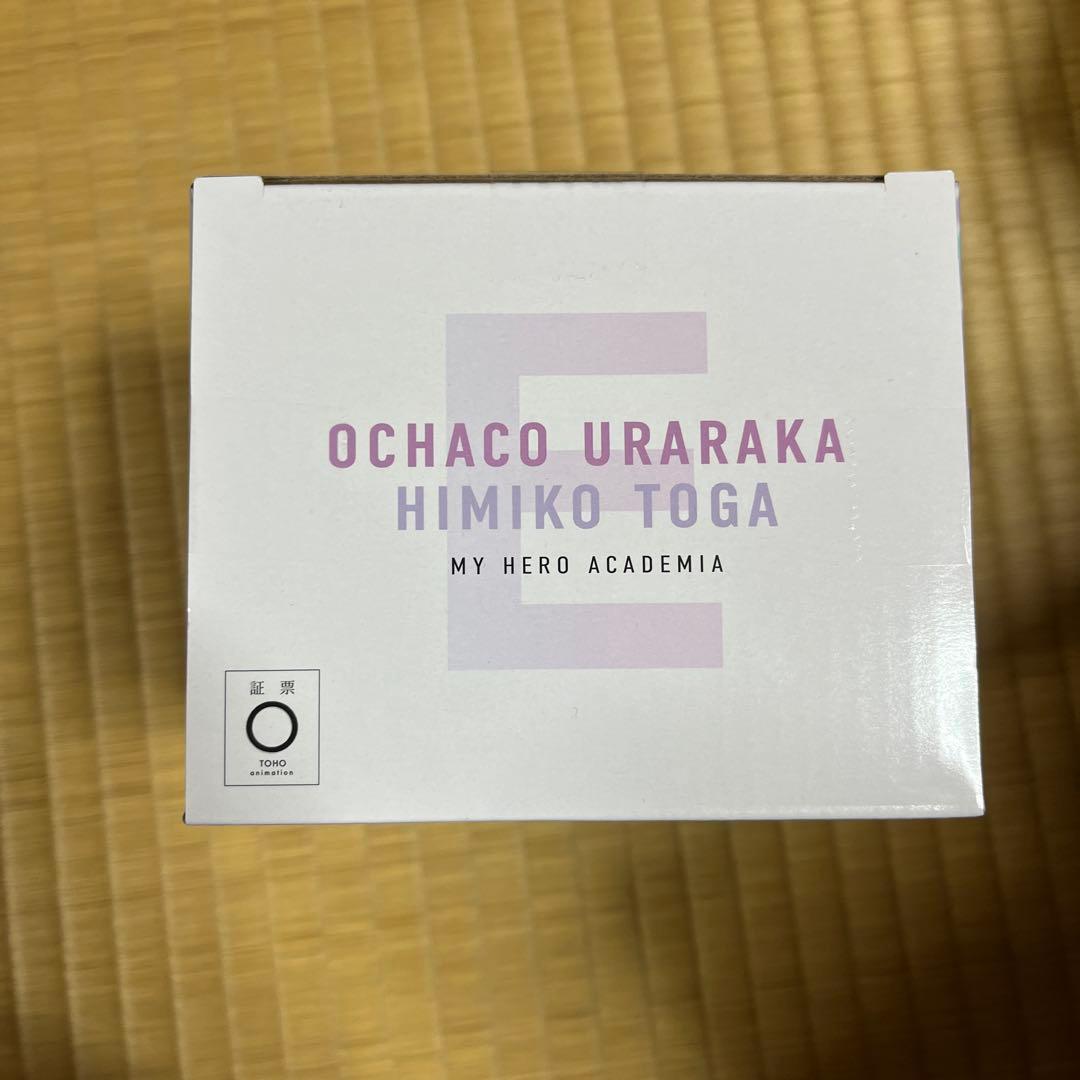 E
OCHACO URARAKA
HIMIKO TOGA
MY HERO ACADEMIA
証票
TOHO
animation